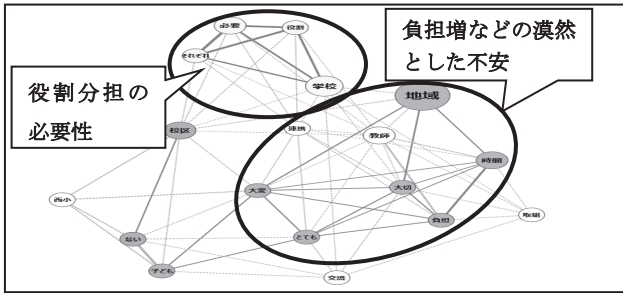 必要
役割
それぞれ
学校
負担増などの漠然
とした不安
役割分担の
必要性
地域
校区
連携
教師
時間
大変
大切
西小
負担
取組
ない
とても
子ども
交流